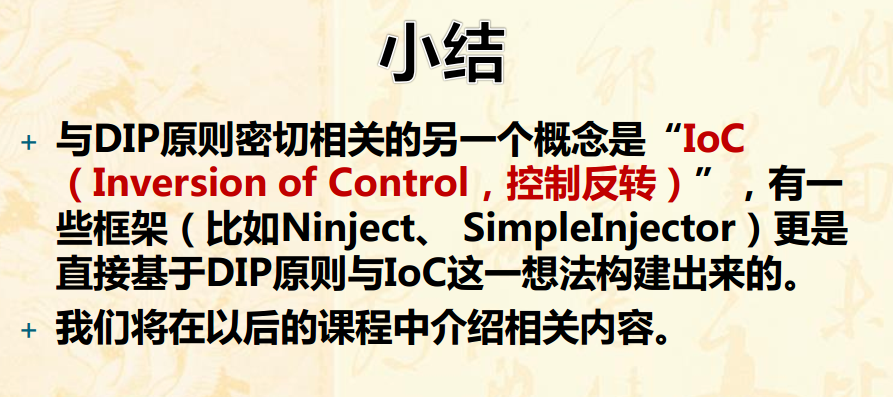 小结
+ 与DIP原则密切相关的另一个概念是“IoC
（Inversion of Control，控制反转）”，有一
些框架（比如Ninject、 SimpleInjector）更是
直接基于DIP原则与IoC这一想法构建出来的。
+ 我们将在以后的课程中介绍相关内容。